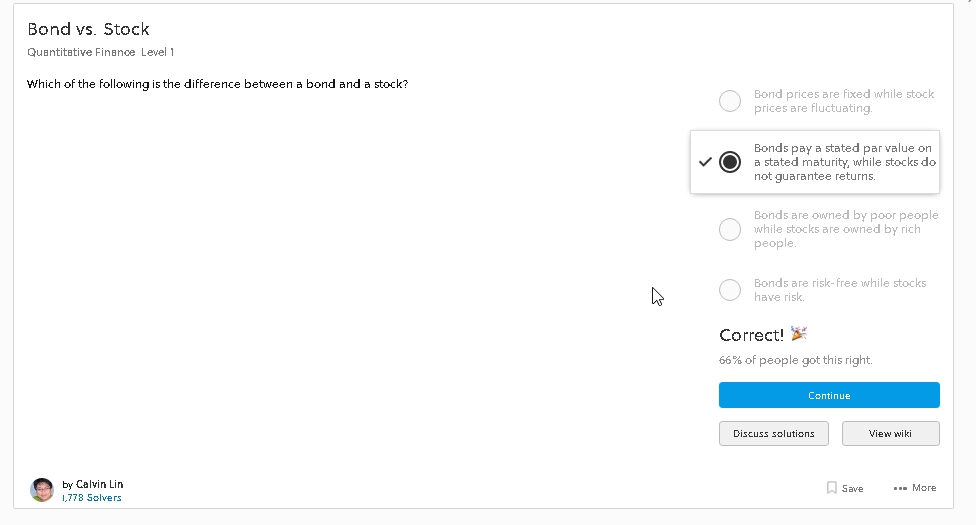 Bond vs. Stock
Quantitative Finance Level 1
Which of the following is the difference between a bond and a stock?
Bond prices are fixed while stock
prices are fluctuating.
Bonds pay a stated par value on
a stated maturity, while stocks do
not guarantee returns.
Bonds are owned by poor people
while stocks are owned by rich
people.
Bonds are risk-free while stocks
have risk.
Correct! 🎉
66% of people got this right.
Continue
Discuss solutions
View wiki
by Calvin Lin
1,778 Solvers
Save
More